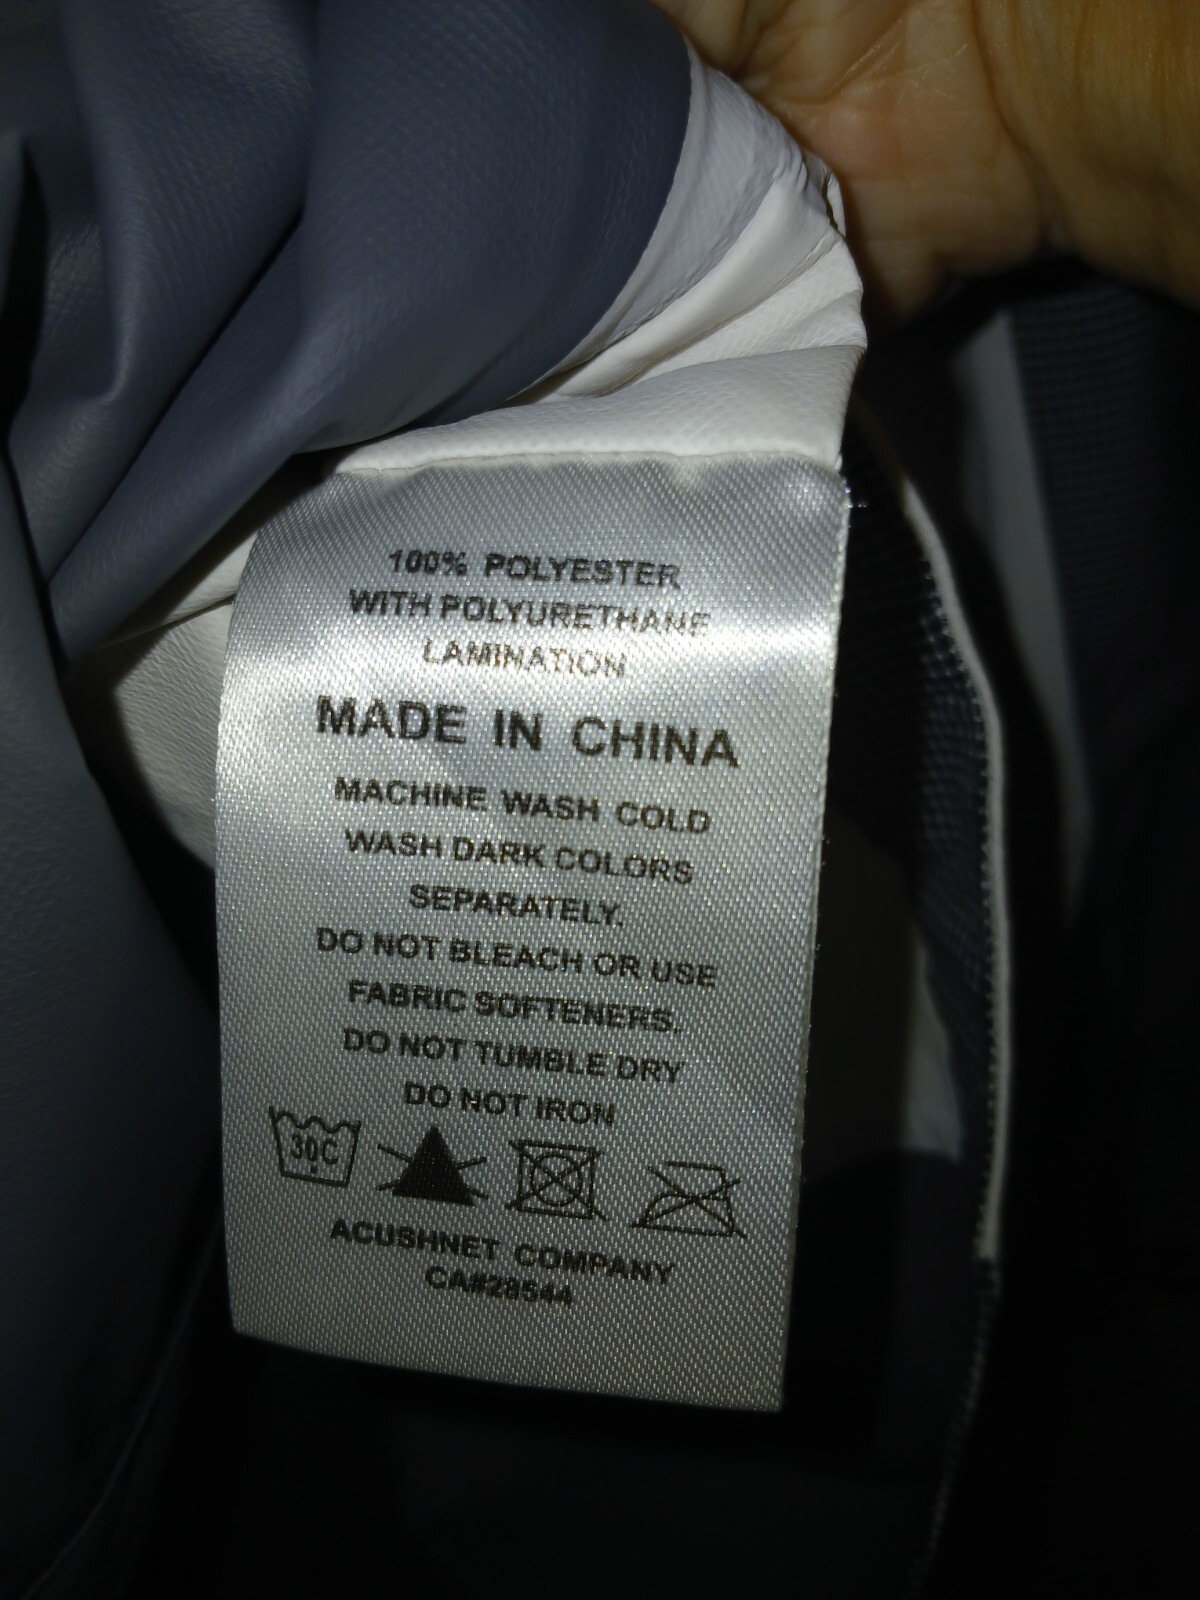 100% POLYESTER
WITH POLYURETHANE
LAMINATION
MADE IN CHINA
MACHINE WASH COLD
WASH DARK COLORS
SEPARATELY.
DO NOT BLEACH OR USE
FABRIC SOFTENERS.
DO NOT TUMBLE DRY
DO NOT IRON
30C
ACUSHNET COMPANY
CA#28544